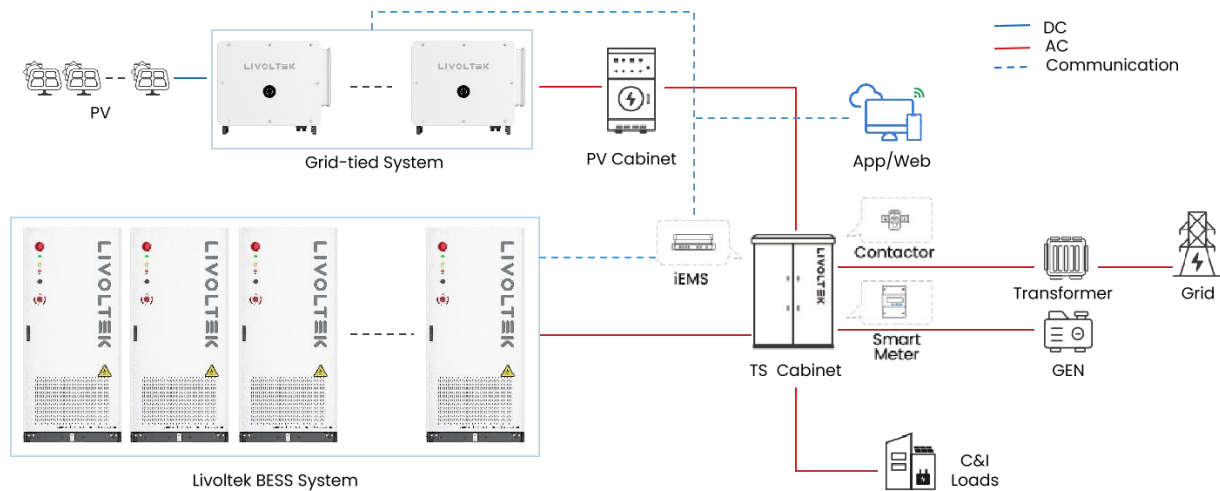 DC
AC
Communication
LIVOLTEK
LIVOLTEK
PV
Grid-tied System
PV Cabinet
App/Web
LIVOLTEK
LIVOLTEK
LIVOLTEK
LIVOLTEK
iEMS
LIVOLTEK
Contactor
Transformer
Grid
Smart
Meter
TS Cabinet
GEN
Livoltek BESS System
C&I
Loads